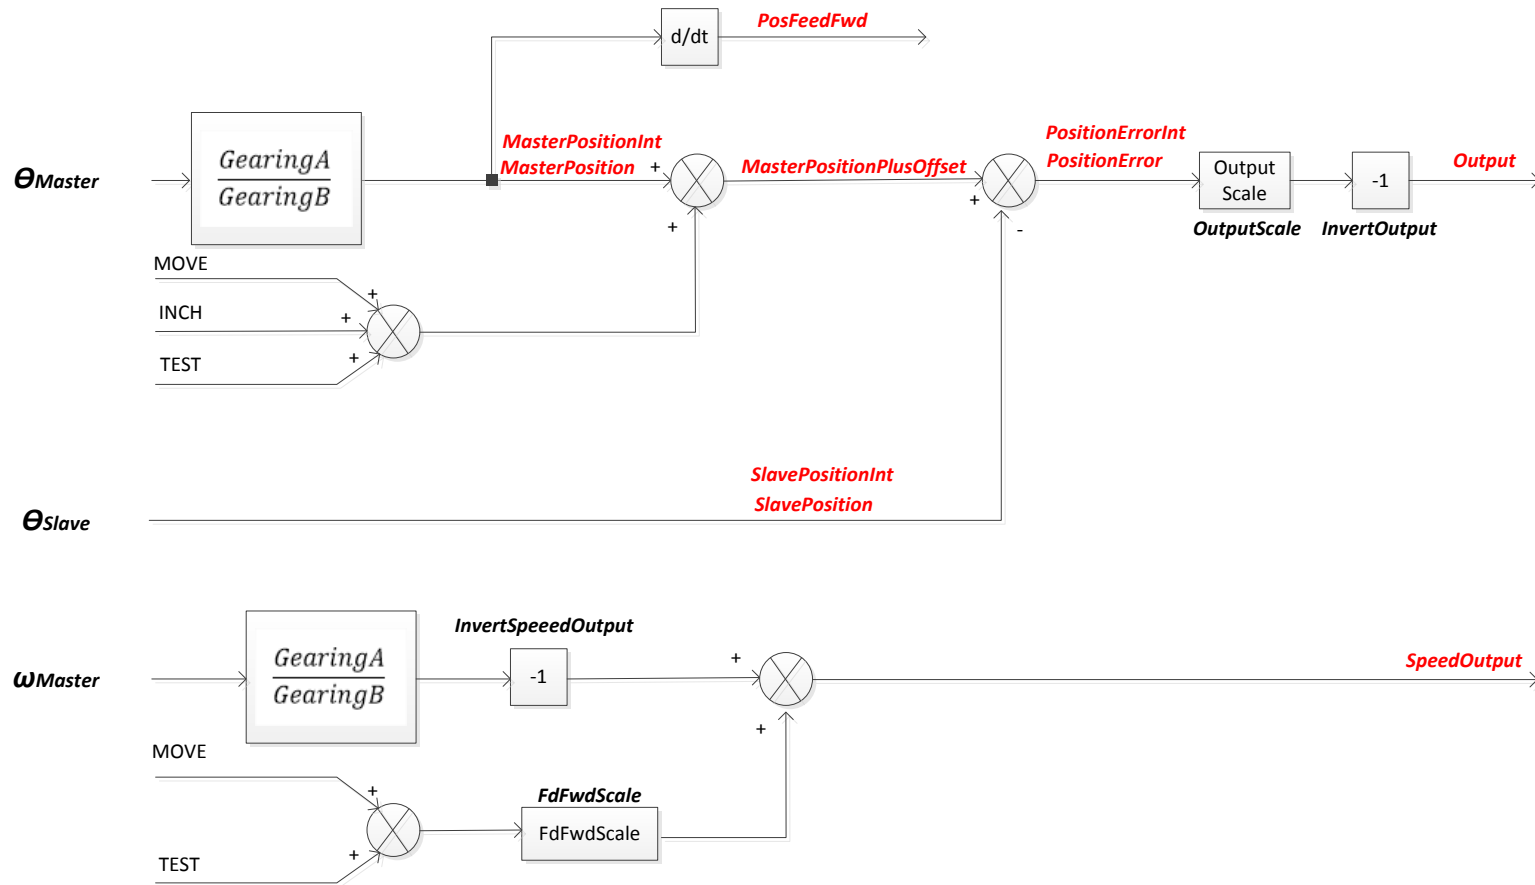 d/dt
PosFeedFwd
ϴMaster
GearingA
GearingB
MasterPositionInt
MasterPosition
+
MasterPositionPlusOffset
+
-
PositionErrorInt
PositionError
Output
Scale
OutputScale
-1
InvertOutput
Output
MOVE
INCH
TEST
+
+
+
+
SlavePositionInt
SlavePosition
ϴSlave
ωMaster
GearingA
GearingB
InvertSpeeedOutput
-1
+
+
SpeedOutput
MOVE
TEST
+
+
FdFwdScale
FdFwdScale